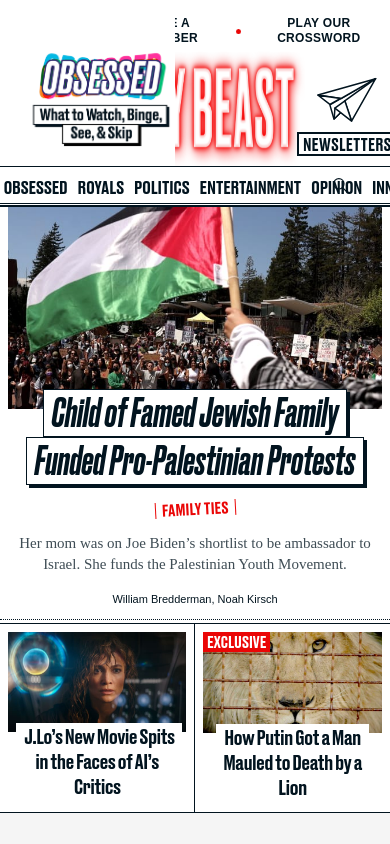 E A
PLAY OUR
BER
CROSSWORD
OBSESSED
What to Watch, Binge,
See, & Skip
Y BEAST
NEWSLETTERS
OBSESSED ROYALS POLITICS ENTERTAINMENT OPINION INN
Child of Famed Jewish Family
Funded Pro-Palestinian Protests
FAMILY TIES
Her mom was on Joe Biden’s shortlist to be ambassador to
Israel. She funds the Palestinian Youth Movement.
William Bredderman, Noah Kirsch
J.Lo’s New Movie Spits
in the Faces of AI’s
Critics
EXCLUSIVE
How Putin Got a Man
Mauled to Death by a
Lion